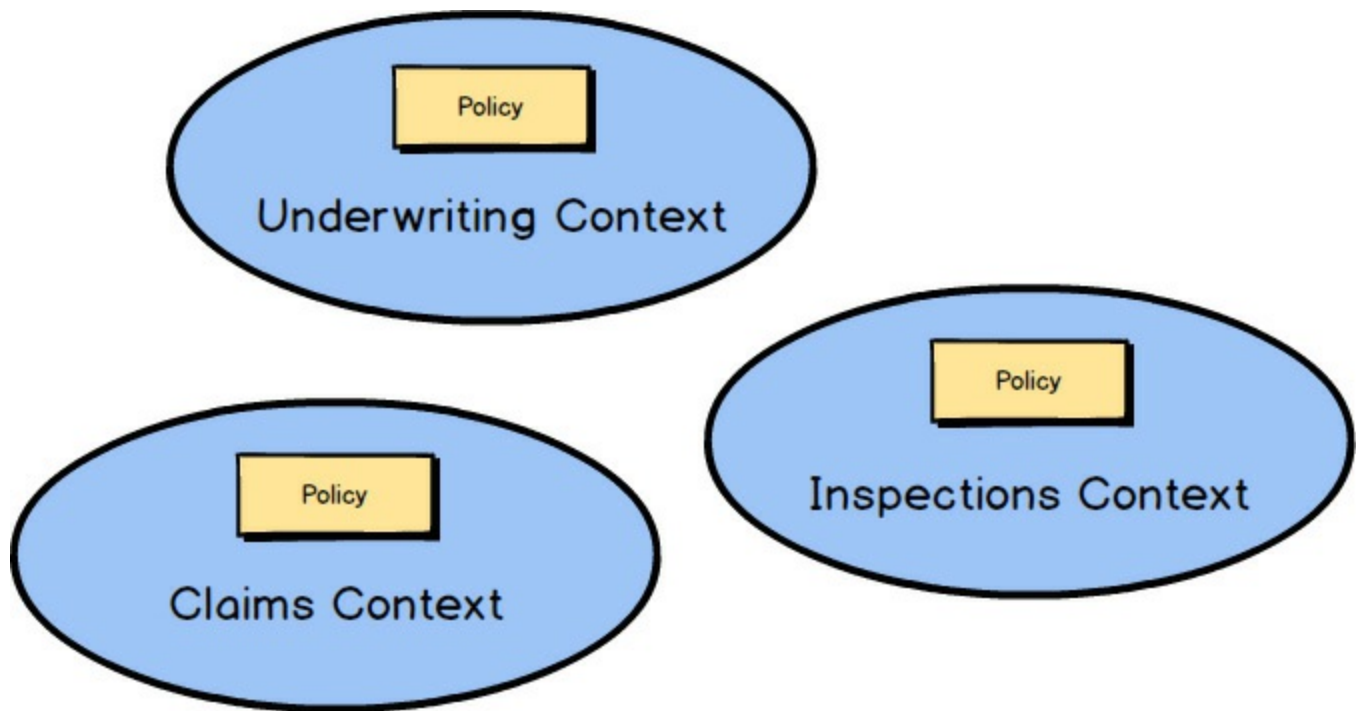 Policy
Underwriting Context
Policy
Inspections Context
Policy
Claims Context